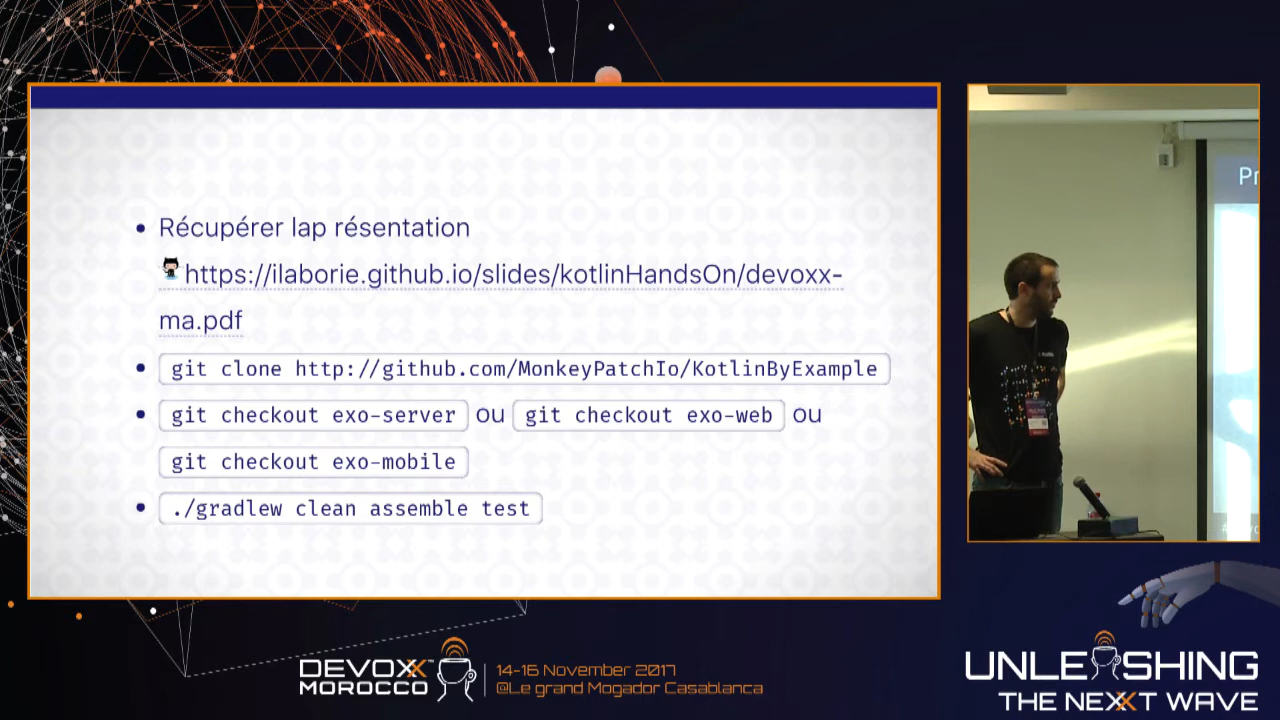 Récupérer lap résentation
https://ilaborie.github.io/slides/kotlinHandsOn/devoxx-
ma.pdf
git clone http://github.com/MonkeyPatchIo/KotlinByExample
git checkout exo-server ou git checkout exo-web ou
git checkout exo-mobile
./gradlew clean assemble test
Pr
DEVOXX™
MOROCCO
14-16 November 2017
@Le grand Mogador Casablanca
UNLEASHING
THE NEXXT WAVE